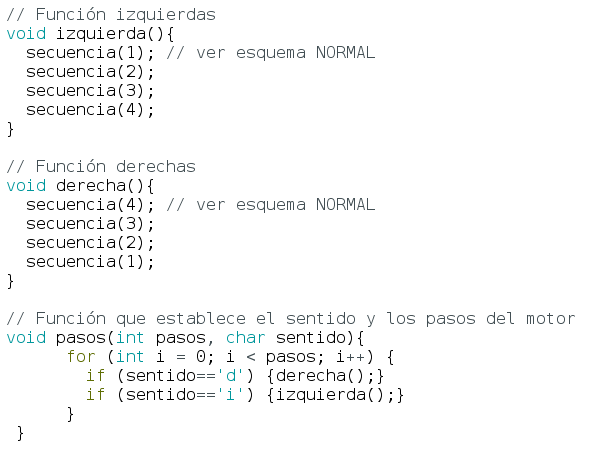 // Función izquierdas
void izquierda(){
  secuencia(1); // ver esquema NORMAL
  secuencia(2);
  secuencia(3);
  secuencia(4);
}

// Función derechas
void derecha(){
  secuencia(4); // ver esquema NORMAL
  secuencia(3);
  secuencia(2);
  secuencia(1);
}

// Función que establece el sentido y los pasos del motor
void pasos(int pasos, char sentido){
      for (int i = 0; i < pasos; i++) {
        if (sentido=='d') {derecha();}
        if (sentido=='i') {izquierda();}
      }
 }